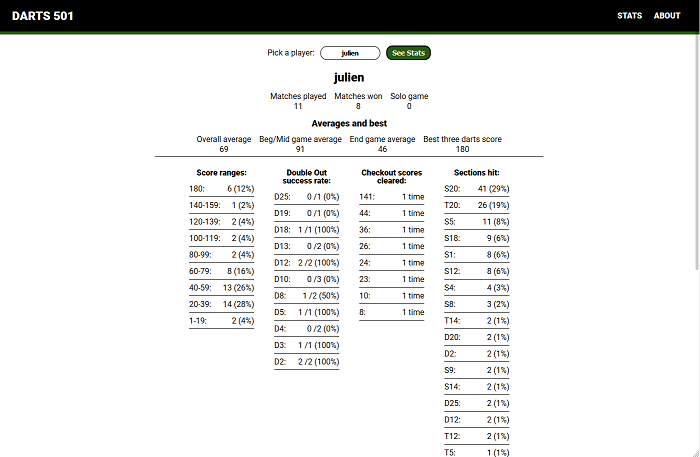 DARTS 501
STATS ABOUT
Pick a player: julien See Stats
julien
Matches played Matches won Solo game
11 8 0
Averages and best
Overall average Beg/Mid game average End game average Best three darts score
69 91 46 180
Score ranges:
180: 6 (12%)
140-159: 1 (2%)
120-139: 2 (4%)
100-119: 2 (4%)
80-99: 2 (4%)
60-79: 8 (16%)
40-59: 13 (26%)
20-39: 14 (28%)
1-19: 2 (4%)
Double Out
success rate:
D25: 0 /1 (0%)
D19: 0 /1 (0%)
D18: 1 /1 (100%)
D13: 0 /2 (0%)
D12: 2 /2 (100%)
D10: 0 /3 (0%)
D8: 1 /2 (50%)
D5: 1 /1 (100%)
D4: 0 /2 (0%)
D3: 1 /1 (100%)
D2: 2 /2 (100%)
Checkout scores
cleared:
141: 1 time
44: 1 time
36: 1 time
26: 1 time
24: 1 time
23: 1 time
10: 1 time
8: 1 time
Sections hit:
S20: 41 (29%)
T20: 26 (19%)
S5: 11 (8%)
S18: 9 (6%)
S1: 8 (6%)
S12: 8 (6%)
S4: 4 (3%)
S8: 3 (2%)
T14: 2 (1%)
D20: 2 (1%)
D2: 2 (1%)
S9: 2 (1%)
S14: 2 (1%)
D25: 2 (1%)
D12: 2 (1%)
T12: 2 (1%)
T5: 1 (1%)